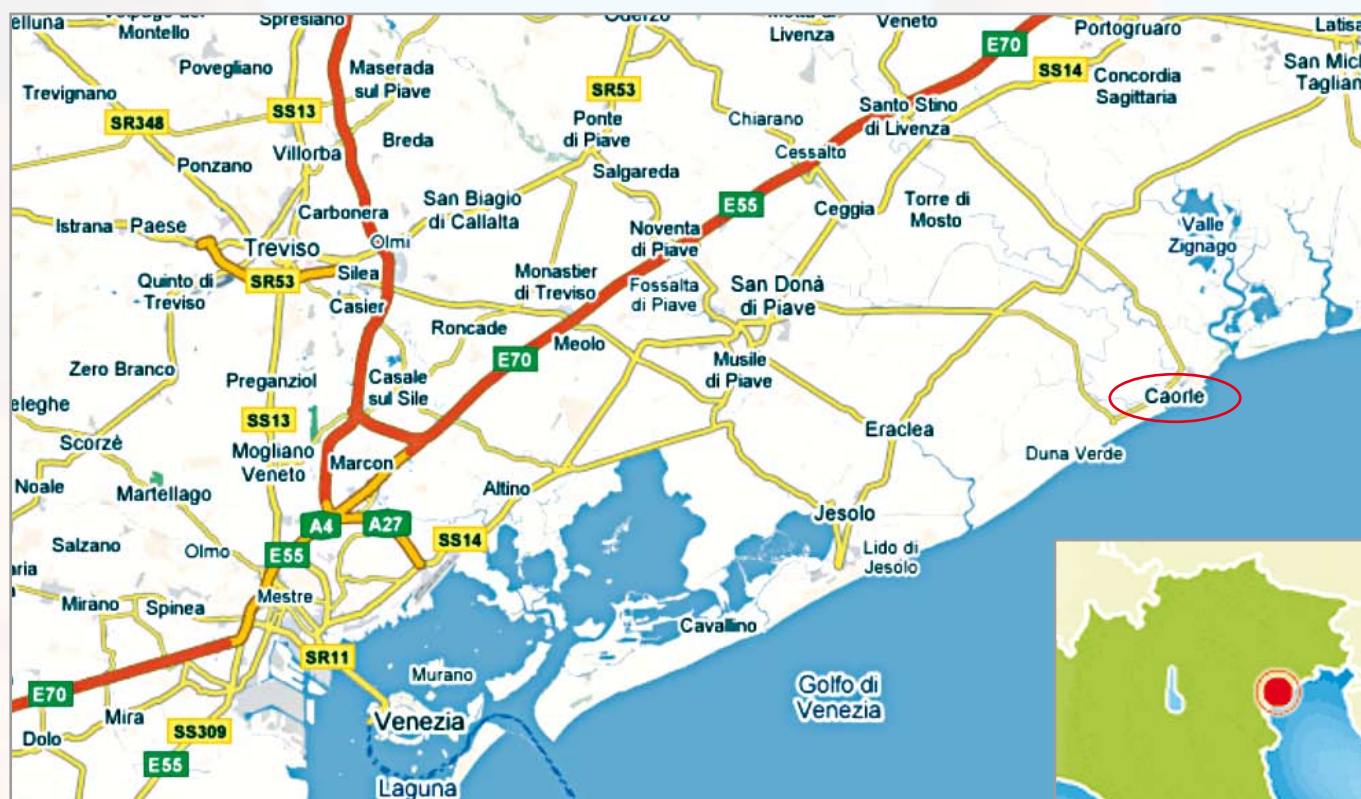 elluna
Montello
Spresiano
Oderzo
Livenza
Veneto
E70
Portogruaro
Latisa
Povegliano
Maserada
sul Piave
SR53
SS14
Concordia
Sagittaria
San Mich
Tagliam
Trevignano
SR348
SS13
Ponte
di Piave
Chiarano
Santo Stino
di Livenza
Ponzano
Villorba
Breda
Salgareda
Cessalto
San Biagio
di Callalta
E55
Ceggia
Torre di
Mosto
Istrana
Paese
Carbonera
Treviso
Olmi
Noventa
di Piave
Valle
Zignago
Quinto di
Treviso
SR53
Silea
Casier
Monastier
di Treviso
Fossalta
di Piave
San Donà
di Piave
Roncade
E70
Meolo
Musile
di Piave
Zero Branco
Preganziol
Casale
sul Sile
Caorle
eleghe
Scorzè
SS13
Mogliano
Veneto
Marcon
Eraclea
Duna Verde
Noale
Martellago
Altino
Jesolo
A4
A27
SS14
Salzano
Olmo
E55
Lido di
Jesolo
aria
Mirano
Spinea
Mestre
Cavallino
SR11
Murano
Golfo di
Venezia
E70
Mira
Dolo
SS309
Venezia
E55
Laguna